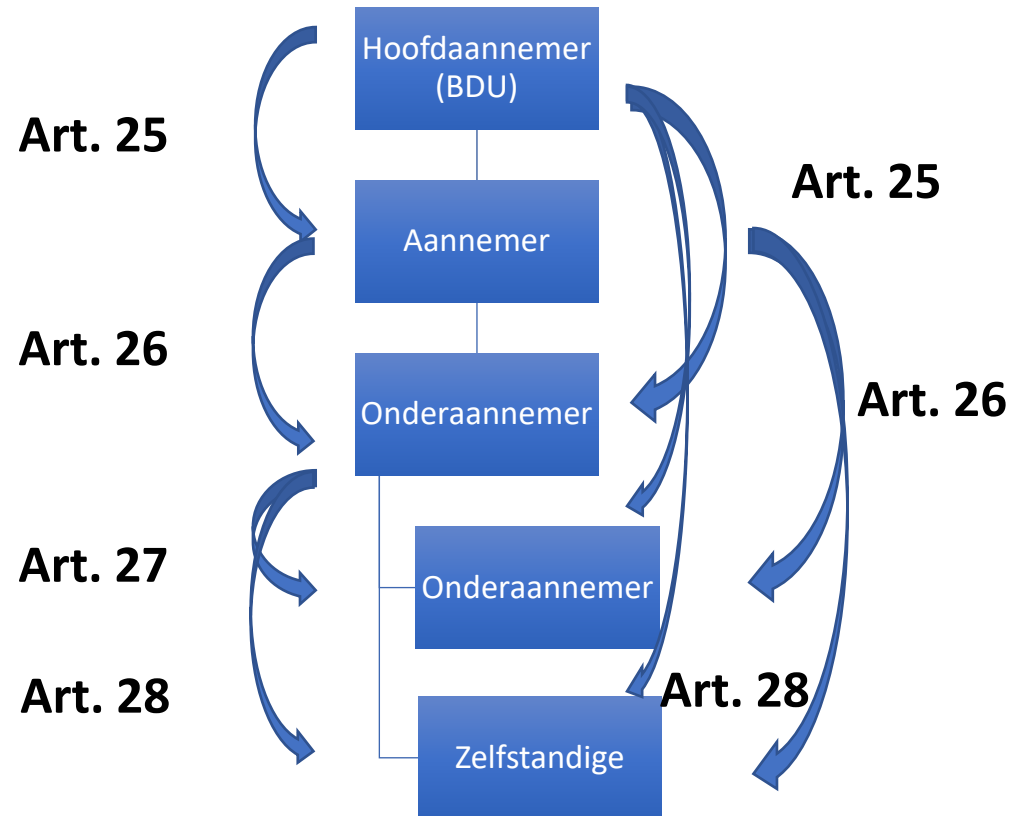 Hoofdaannemer
(BDU)
Art. 25
Art. 25
Aannemer
Art. 26
Art. 26
Onderaannemer
Art. 27
Onderaannemer
Art. 28
Art. 28
Zelfstandige